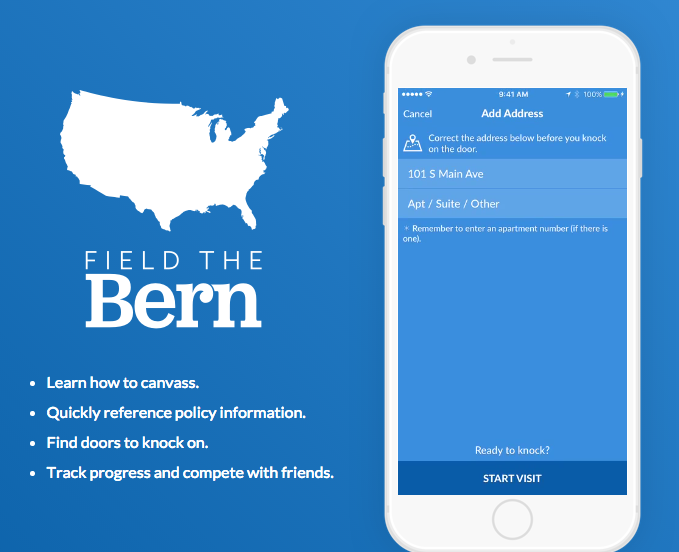 FIELD THE
Bern
• Learn how to canvass.
• Quickly reference policy information.
• Find doors to knock on.
• Track progress and compete with friends.
9:41 AM
100%
Cancel
Add Address
Correct the address below before you knock
on the door.
101 S Main Ave
Apt / Suite / Other
* Remember to enter an apartment number (if there is
one).
Ready to knock?
START VISIT